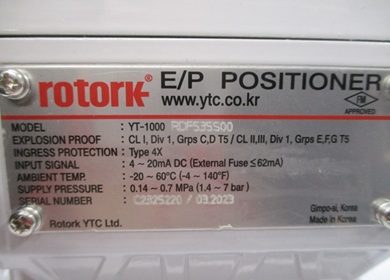 rotork E/P POSITIONER
www.ytc.co.kr
FM
APPROVED
MODEL : YT-1000 RCF535S00
EXPLOSION PROOF : CL I, Div 1, Grps C,D T5 / CL II,III, Div 1, Grps E,F,G T5
INGRESS PROTECTION : Type 4X
INPUT SIGNAL : 4 ~ 20mA DC (External Fuse≤62mA)
AMBIENT TEMP. : -20 ~ 60°C (-4 ~ 140°F)
SUPPLY PRESSURE : 0.14 ~ 0.7 MPa (1.4 ~ 7 bar)
SERIAL NUMBER : C2325220 / 03.2023
Rotork YTC Ltd.
Gimpo-si, Korea
Made in Korea